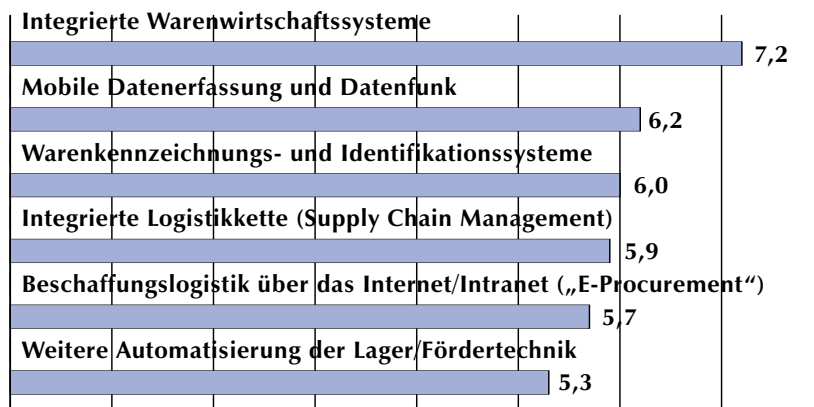 Integrierte Warenwirtschaftssysteme
7,2
Mobile Datenerfassung und Datenfunk
6,2
Warenkennzeichnungs- und Identifikationssysteme
6,0
Integrierte Logistikkette (Supply Chain Management)
5,9
Beschaffungslogistik über das Internet/Intranet („E-Procurement“)
5,7
Weitere Automatisierung der Lager/Fördertechnik
5,3